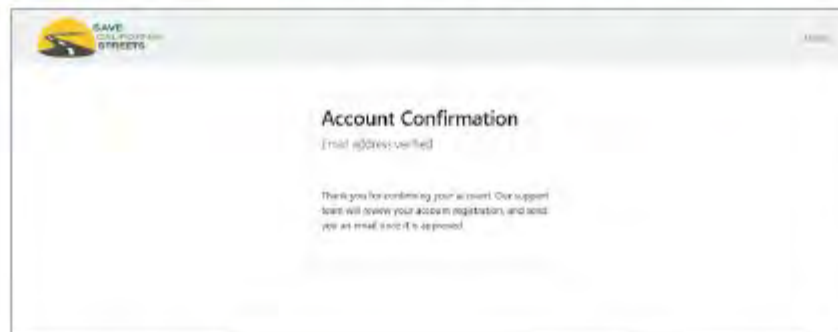 SAVE
CALIFORNIA
STREETS
Account Confirmation
Email address verified
Thank you for confirming your account. Our support
team will review your account registration, and send
you an email once it is approved.